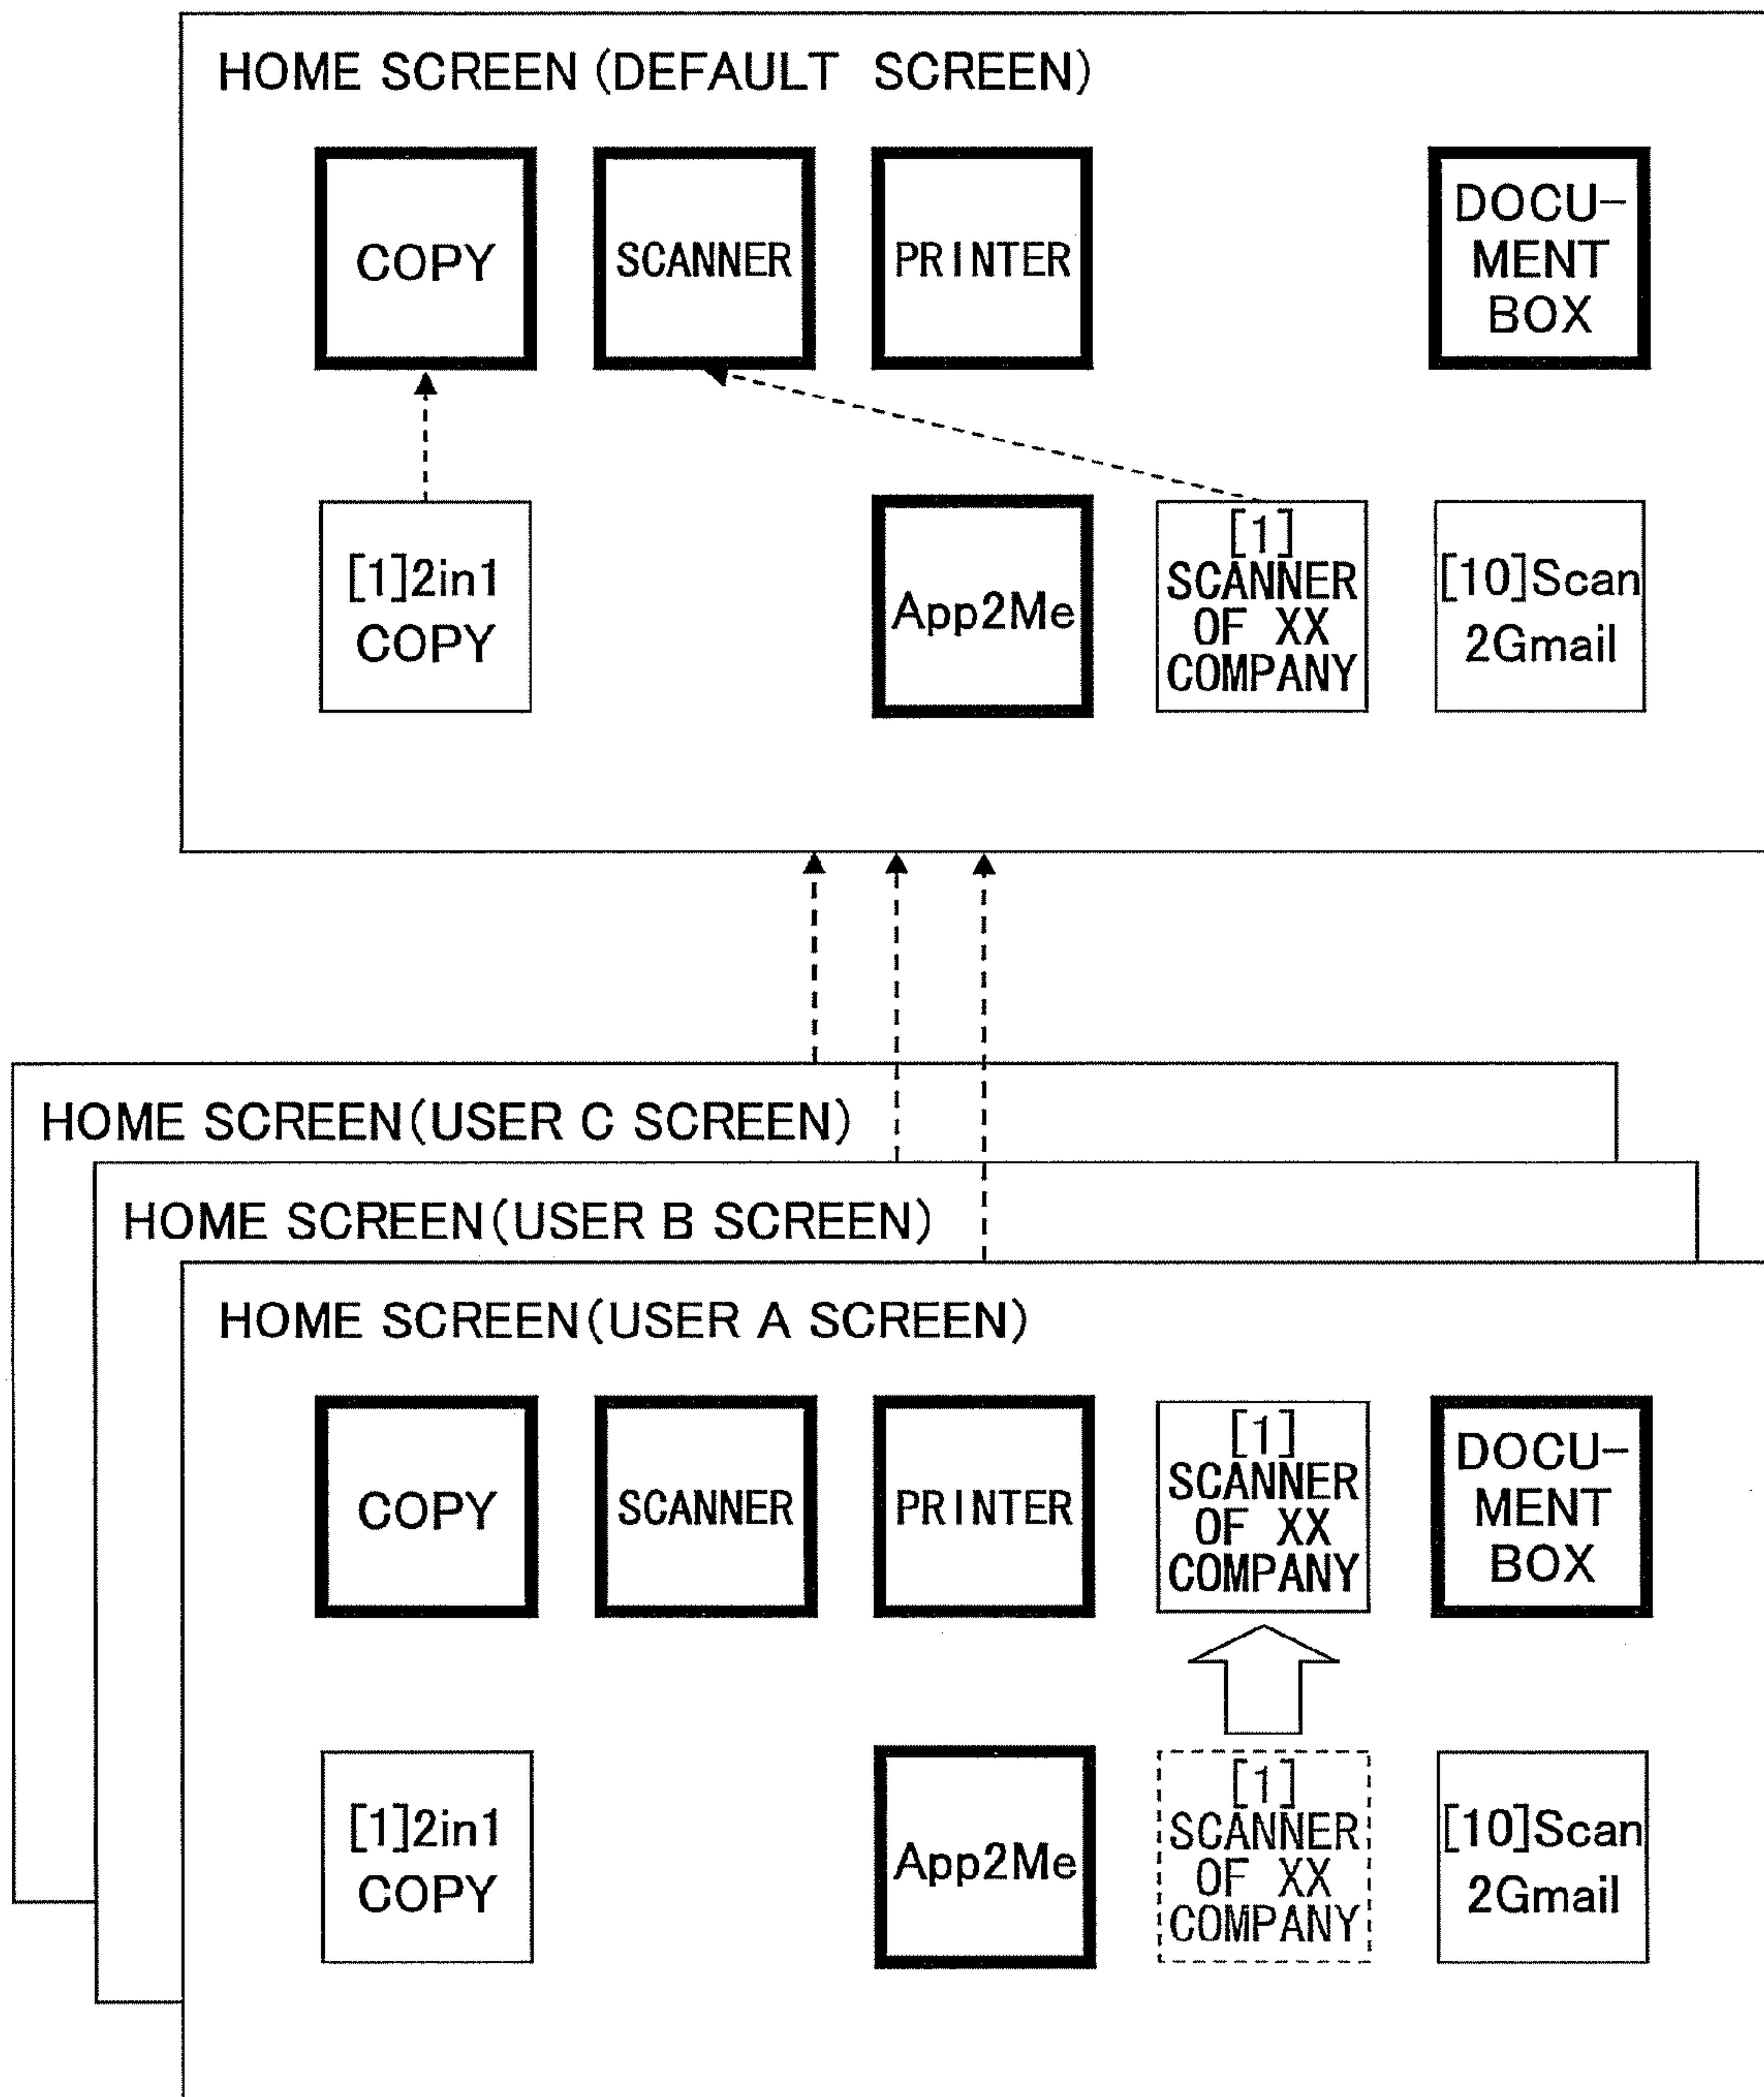 HOME SCREEN (DEFAULT SCREEN)
COPY
SCANNER
PRINTER
DOCU-
MENT
BOX
[1]2in1
COPY
App2Me
[1]
SCANNER
OF XX
COMPANY
[10]Scan
2Gmail
HOME SCREEN(USER C SCREEN)
HOME SCREEN(USER B SCREEN)
HOME SCREEN(USER A SCREEN)
COPY
SCANNER
PRINTER
[1]
SCANNER
OF XX
COMPANY
DOCU-
MENT
BOX
[1]2in1
COPY
App2Me
[1]
SCANNER
OF XX
COMPANY
[10]Scan
2Gmail